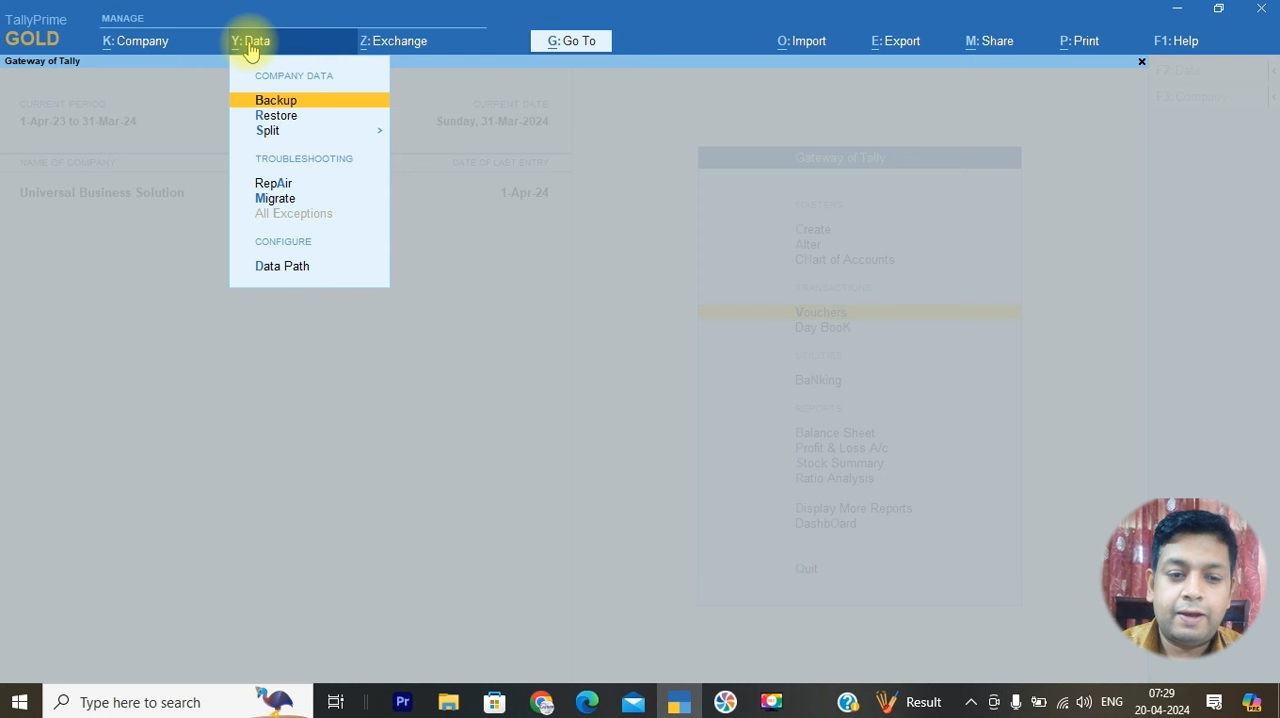 TallyPrime
GOLD
MANAGE
K: Company
Y: Data
Z: Exchange
G: Go To
O: Import
E: Export
M: Share
P: Print
F1: Help
Gateway of Tally
COMPANY DATA
Backup
Restore
Split
TROUBLESHOOTING
RepAir
Migrate
All Exceptions
CONFIGURE
Data Path
CURRENT PERIOD
1-Apr-23 to 31-Mar-24
CURRENT DATE
Sunday, 31-Mar-2024
NAME OF COMPANY
DATE OF LAST ENTRY
Universal Business Solution
1-Apr-24
Gateway of Tally
MASTERS
Create
Alter
CHart of Accounts
TRANSACTIONS
Vouchers
Day BooK
UTILITIES
BaNking
REPORTS
Balance Sheet
Profit & Loss A/c
Stock Summary
Ratio Analysis
Display More Reports
DashbOard
Quit
F2: Date
F3: Company
Type here to search
Pr
Result
ENG
07:29
20-04-2024